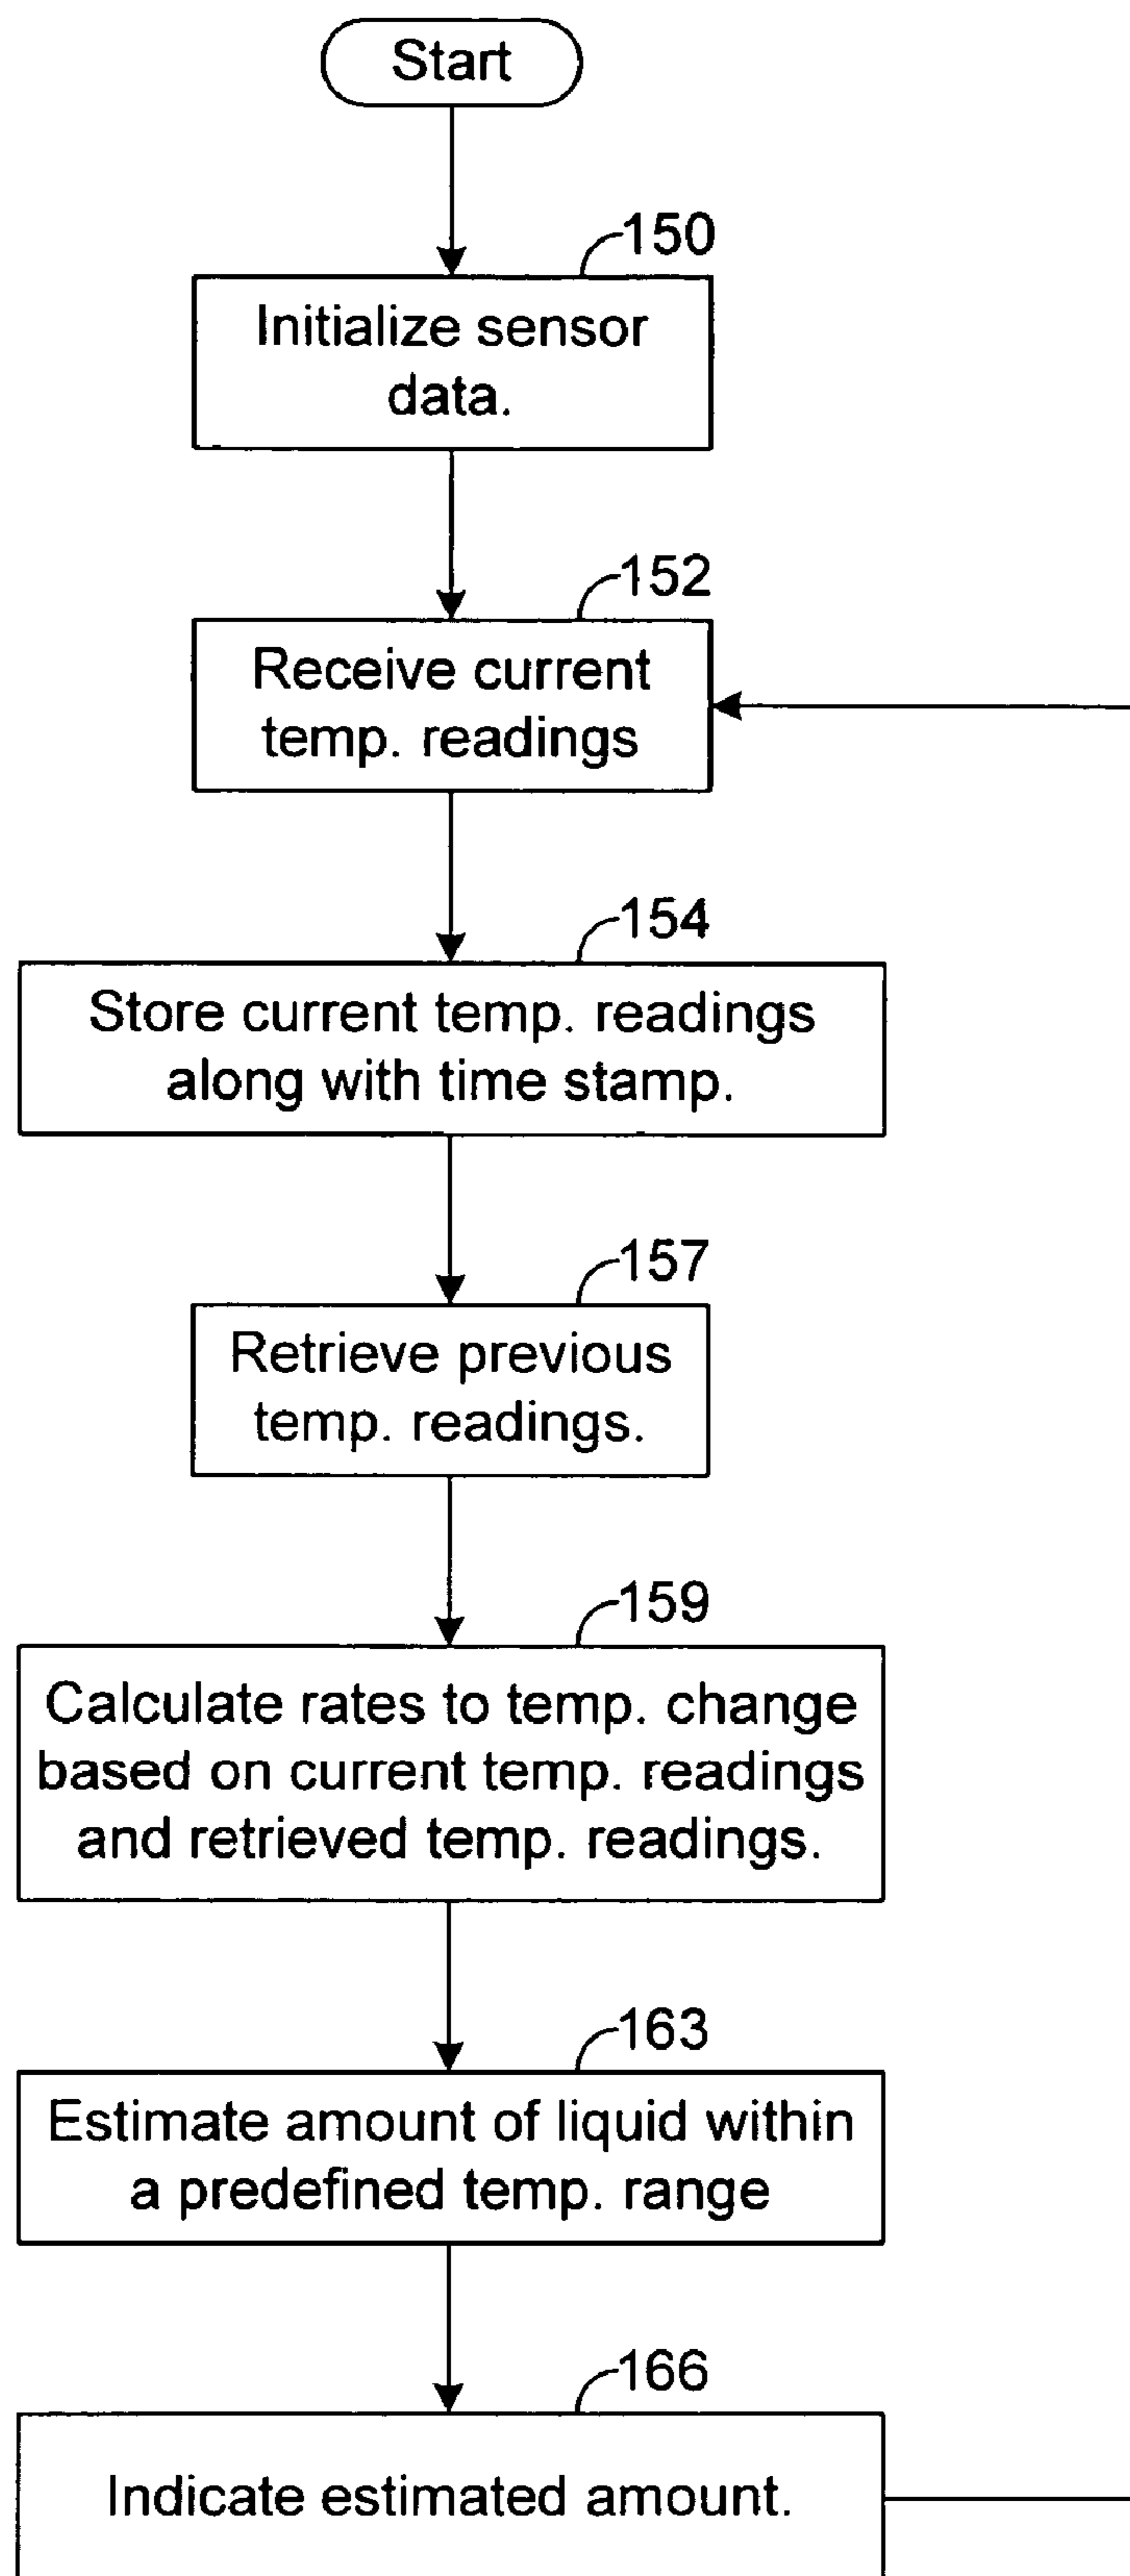 Start
150
Initialize sensor
data.
152
Receive current
temp. readings
154
Store current temp. readings
along with time stamp.
157
Retrieve previous
temp. readings.
159
Calculate rates to temp. change
based on current temp. readings
and retrieved temp. readings.
163
Estimate amount of liquid within
a predefined temp. range
166
Indicate estimated amount.